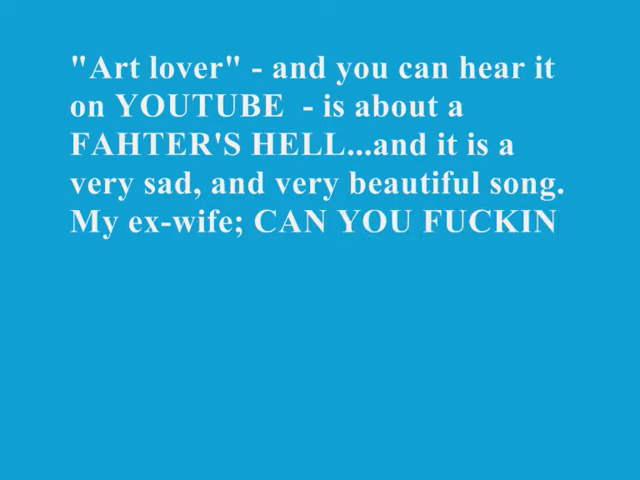 "Art lover" - and you can hear it
on YOUTUBE  - is about a
FAHTER'S HELL...and it is a
very sad, and very beautiful song.
My ex-wife; CAN YOU FUCKIN